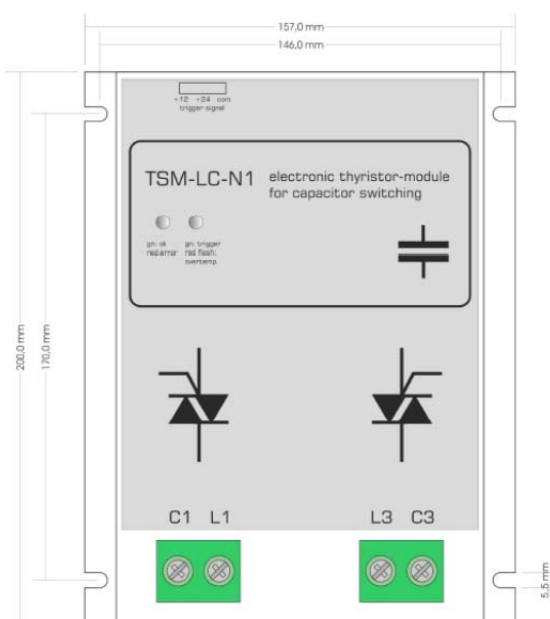 157,0 mm
146,0 mm
+12 +24 com
trigger-signal
TSM-LC-N1
electronic thyristor-module
for capacitor switching
gn: ok
red:error
gn: trigger
red flash:
overtemp.
200,0 mm
170,0 mm
C1 L1
L3 C3
5,5 mm